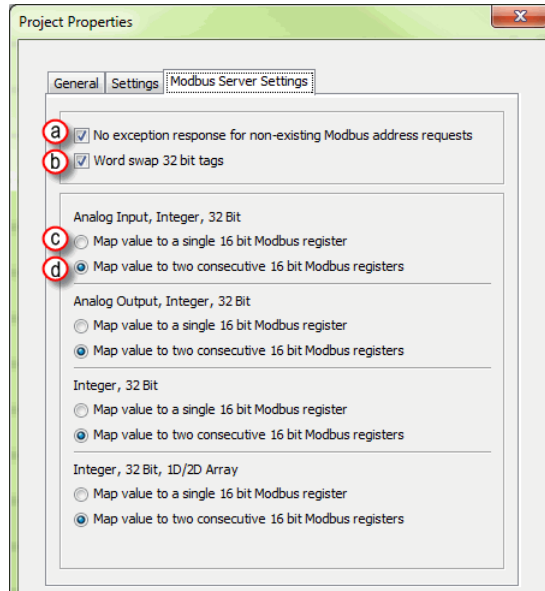 Project Properties
X
General Settings Modbus Server Settings
a No exception response for non-existing Modbus address requests
b Word swap 32 bit tags
Analog Input, Integer, 32 Bit
c Map value to a single 16 bit Modbus register
d Map value to two consecutive 16 bit Modbus registers
Analog Output, Integer, 32 Bit
Map value to a single 16 bit Modbus register
Map value to two consecutive 16 bit Modbus registers
Integer, 32 Bit
Map value to a single 16 bit Modbus register
Map value to two consecutive 16 bit Modbus registers
Integer, 32 Bit, 1D/2D Array
Map value to a single 16 bit Modbus register
Map value to two consecutive 16 bit Modbus registers